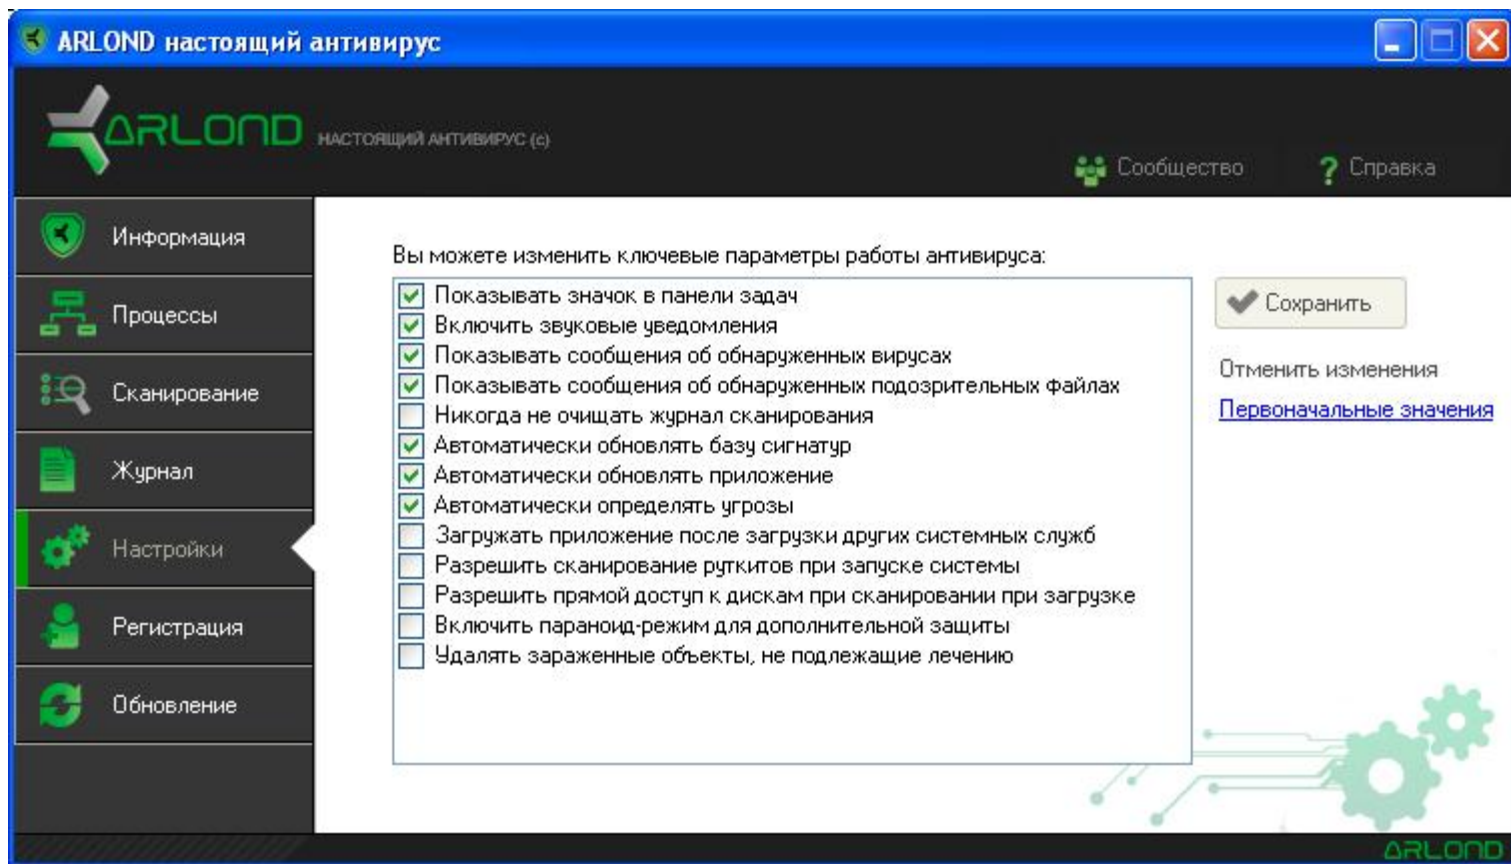 ARLOND настоящий антивирус
ARLOND НАСТОЯЩИЙ АНТИВИРУС (c)
Сообщество
Справка
Информация
Процессы
Сканирование
Журнал
Настройки
Регистрация
Обновление
Вы можете изменить ключевые параметры работы антивируса:
Показывать значок в панели задач
Включить звуковые уведомления
Показывать сообщения об обнаруженных вирусах
Показывать сообщения об обнаруженных подозрительных файлах
Никогда не очищать журнал сканирования
Автоматически обновлять базу сигнатур
Автоматически обновлять приложение
Автоматически определять угрозы
Загружать приложение после загрузки других системных служб
Разрешить сканирование руткитов при запуске системы
Разрешить прямой доступ к дискам при сканировании при загрузке
Включить параноид-режим для дополнительной защиты
Удалять зараженные объекты, не подлежащие лечению
Сохранить
Отменить изменения
Первоначальные значения
ARLOND